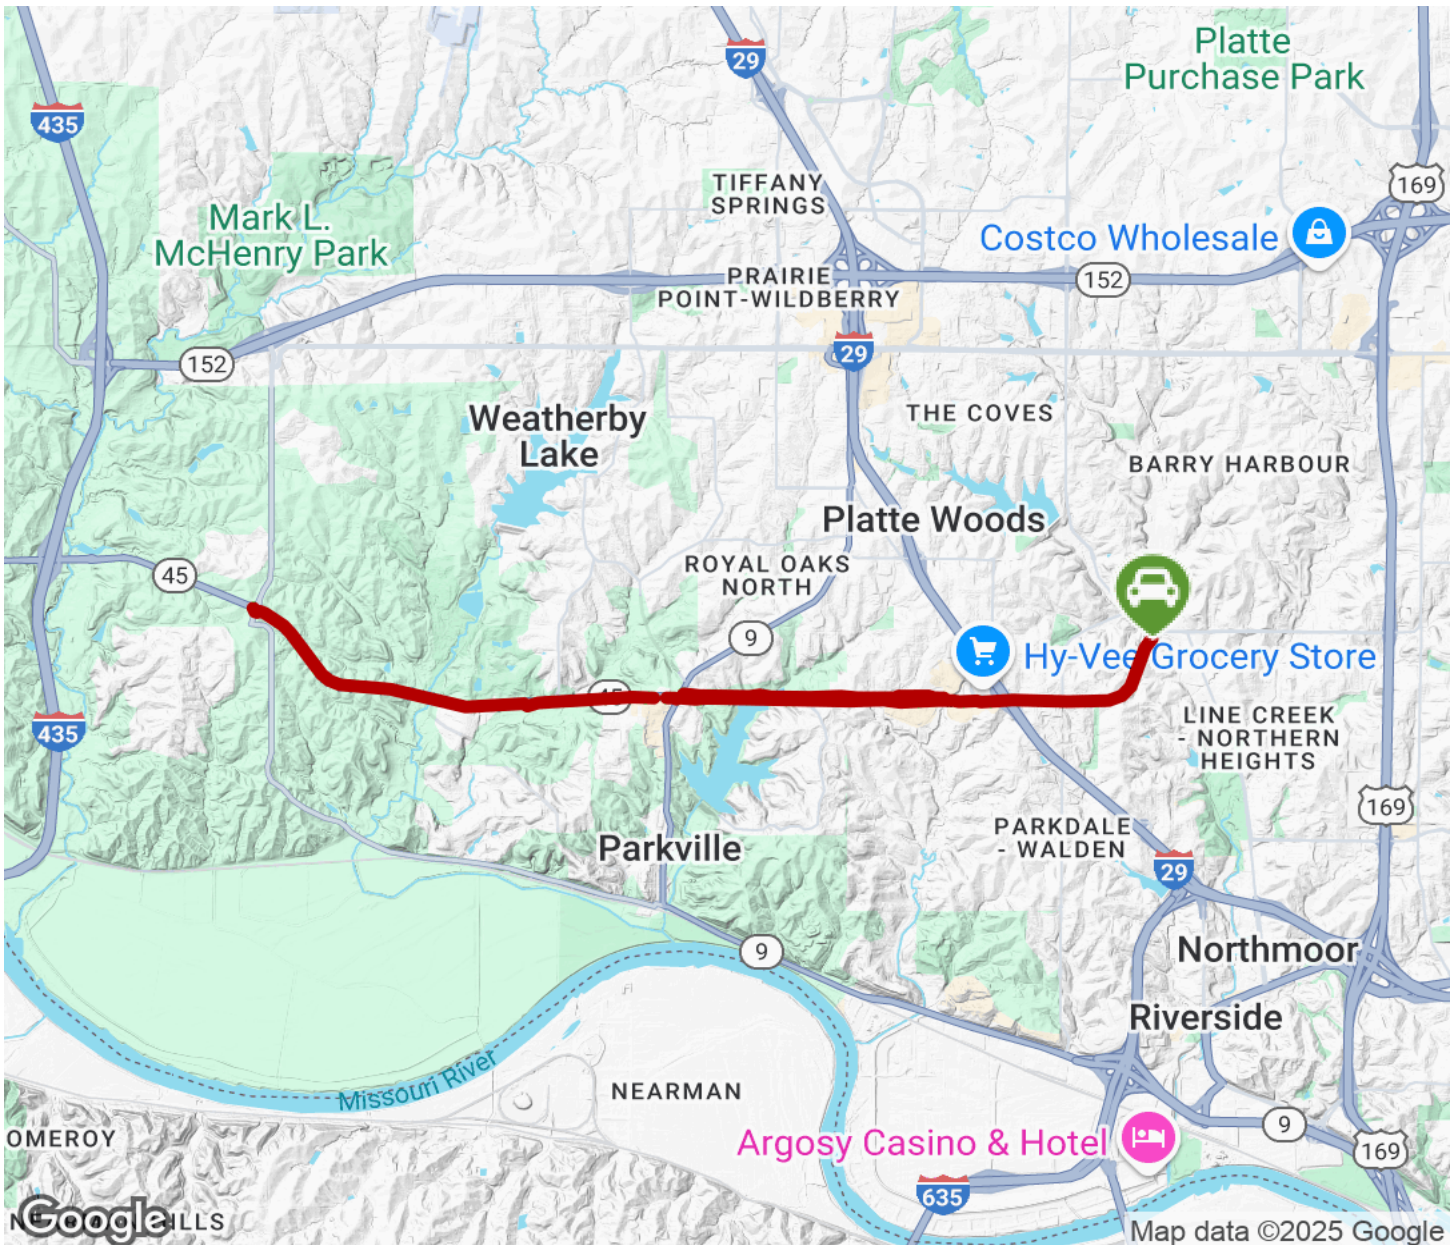 Platte
Purchase Park
29
435
169
TIFFANY
SPRINGS
Mark L.
McHenry Park
Costco Wholesale
PRAIRIE
POINT-WILDBERRY
152
29
152
Weatherby
Lake
THE COVES
BARRY HARBOUR
Platte Woods
ROYAL OAKS
NORTH
45
9
Hy-Vee Grocery Store
45
LINE CREEK
- NORTHERN
HEIGHTS
435
169
PARKDALE
- WALDEN
Parkville
29
9
Northmoor
Riverside
Missouri River
NEARMAN
OMEROY
9
Argosy Casino & Hotel
169
635
Google
ILLS
Map data ©2025 Google